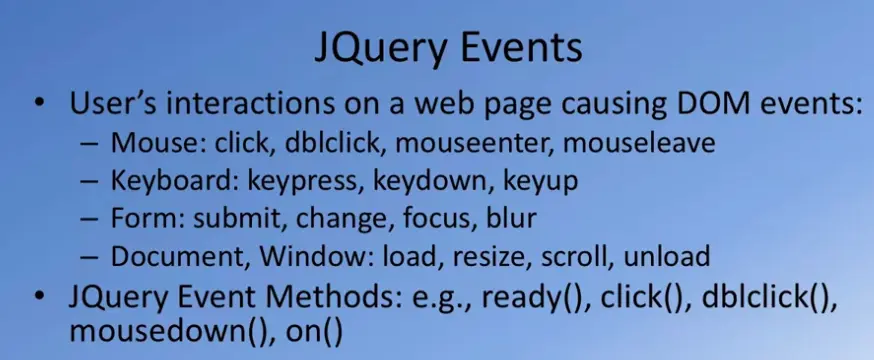 JQuery Events
• User's interactions on a web page causing DOM events:
– Mouse: click, dblclick, mouseenter, mouseleave
– Keyboard: keypress, keydown, keyup
– Form: submit, change, focus, blur
– Document, Window: load, resize, scroll, unload
• JQuery Event Methods: e.g., ready(), click(), dblclick(),
mousedown(), on()